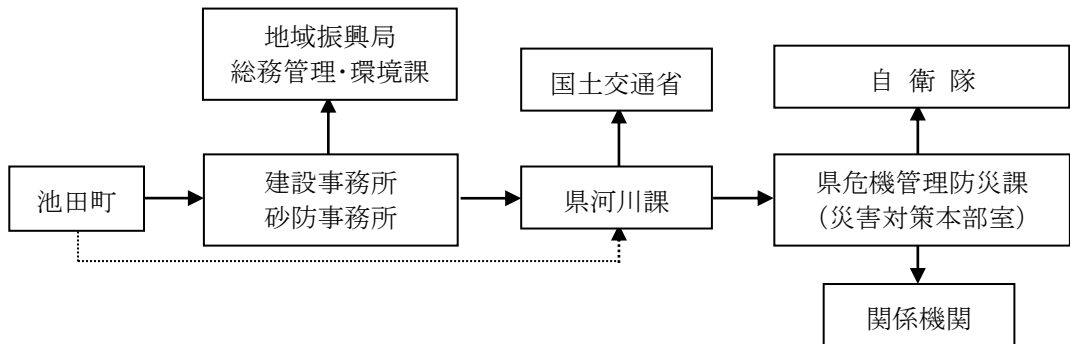 地域振興局
総務管理・環境課
国土交通省
自 衛 隊
池田町
建設事務所
砂防事務所
県河川課
県危機管理防災課
（災害対策本部室）
関係機関